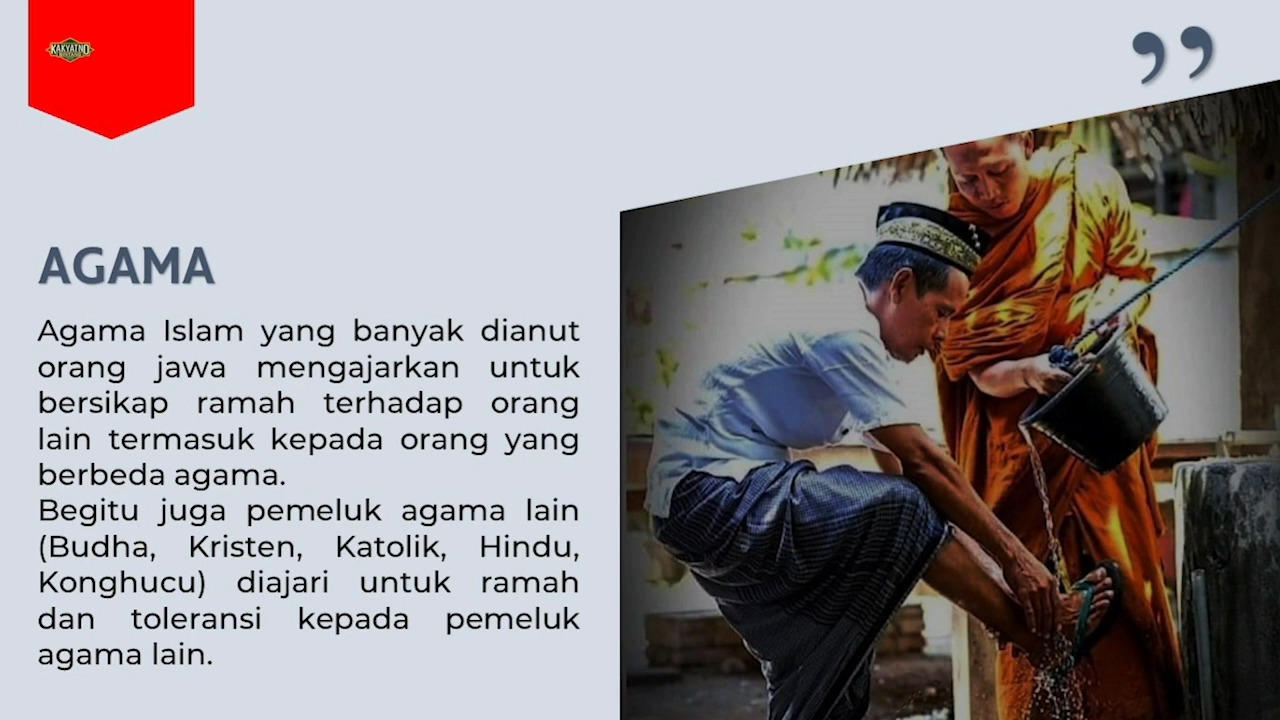 KAKYATNO
”
AGAMA
Agama Islam yang banyak dianut
orang jawa mengajarkan untuk
bersikap ramah terhadap orang
lain termasuk kepada orang yang
berbeda agama.
Begitu juga pemeluk agama lain
(Budha, Kristen, Katolik, Hindu,
Konghucu) diajari untuk ramah
dan toleransi kepada pemeluk
agama lain.